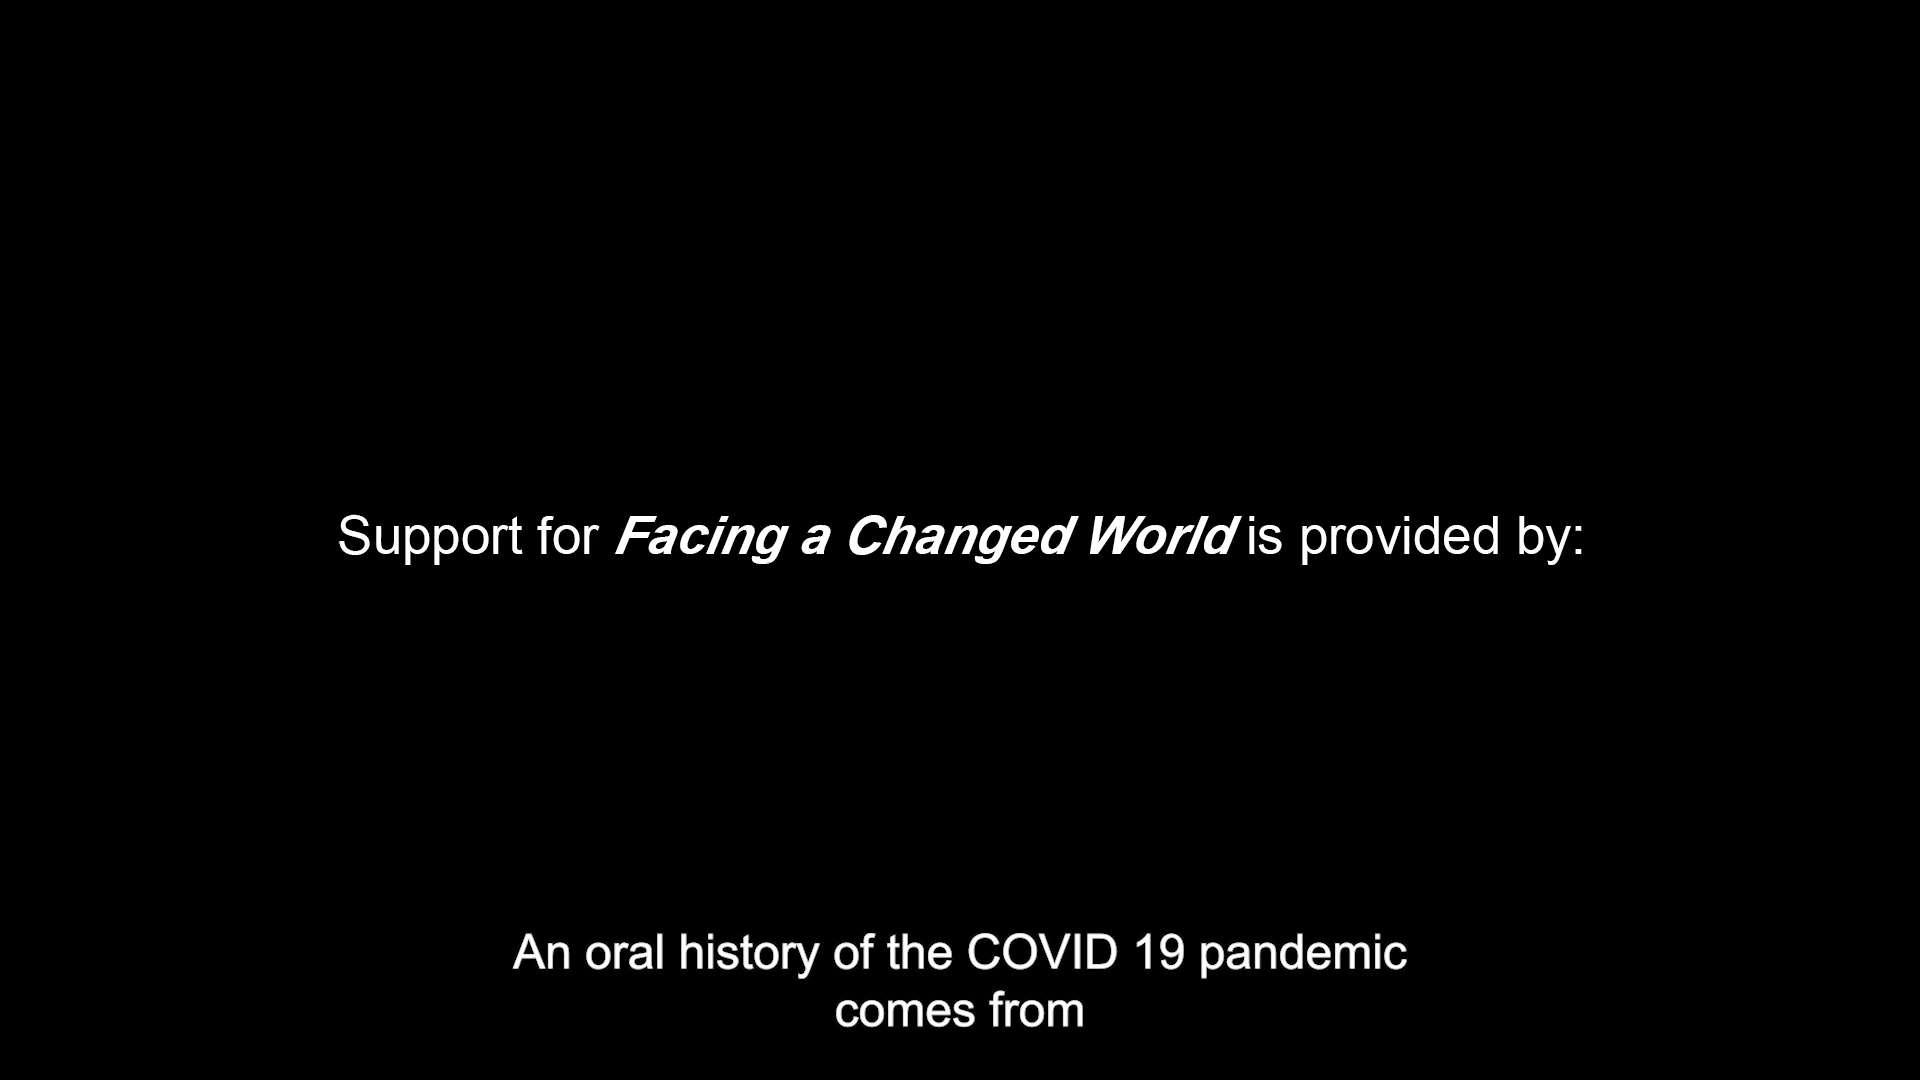 Support for Facing a Changed World is provided by:
An oral history of the COVID 19 pandemic
comes from